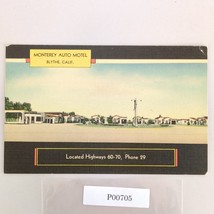 MONTEREY AUTO MOTEL
BLYTHE, CALIF.
Located Highways 60-70, Phone 29
P00705